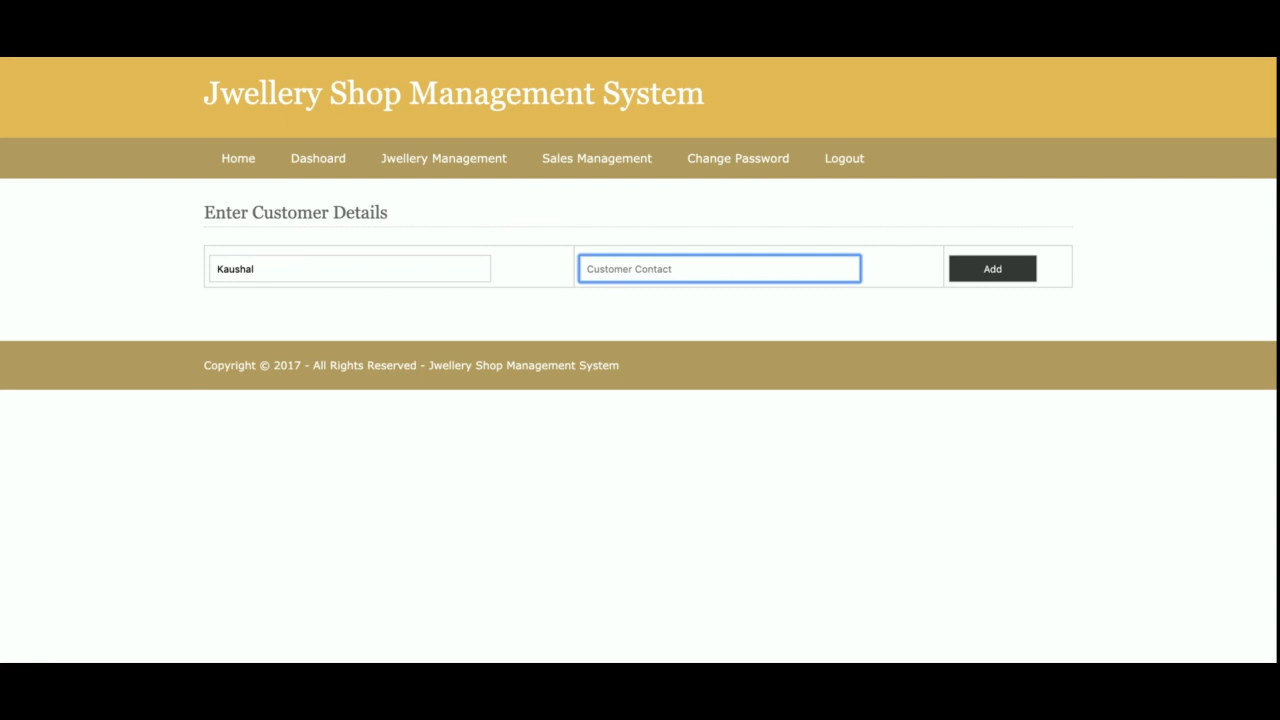 Jwellery Shop Management System
Home Dashoard Jwellery Management Sales Management Change Password Logout
Enter Customer Details
Kaushal Customer Contact Add
Copyright © 2017 - All Rights Reserved - Jwellery Shop Management System